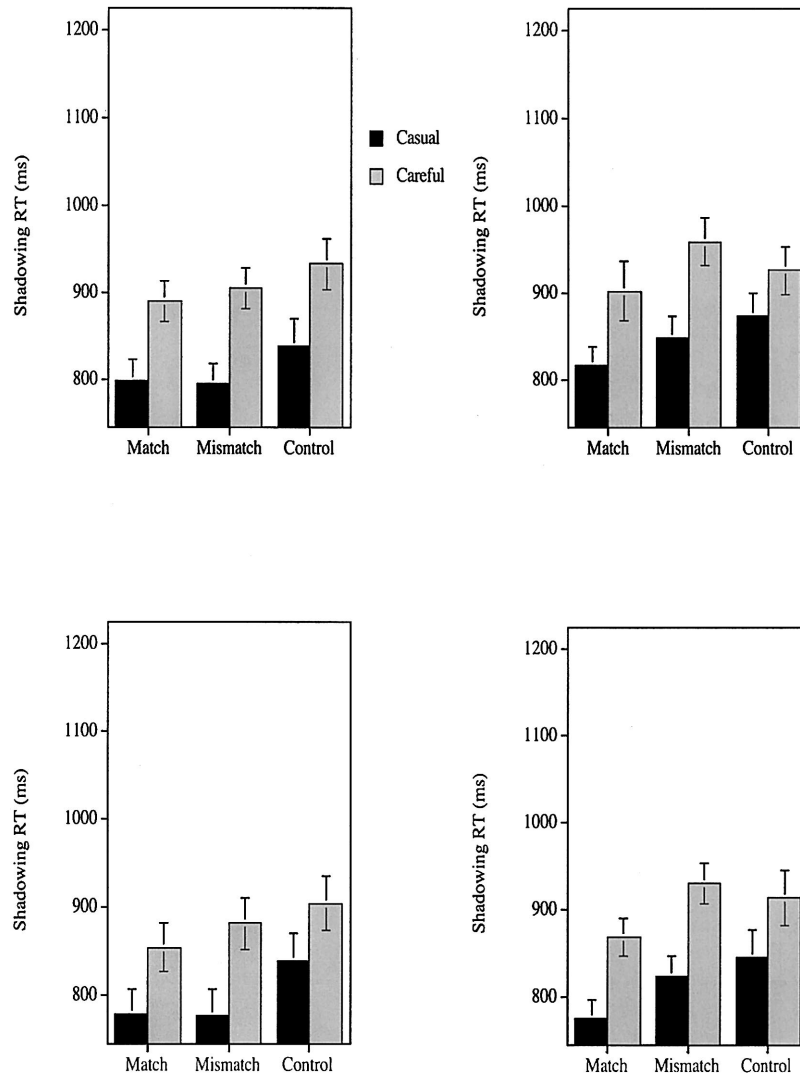 1200
1100
1000
900
800
Shadowing RT (ms)
Match Mismatch Control
Casual
Careful
1200
1100
1000
900
800
Shadowing RT (ms)
Match Mismatch Control
1200
1100
1000
900
800
Shadowing RT (ms)
Match Mismatch Control
1200
1100
1000
900
800
Shadowing RT (ms)
Match Mismatch Control